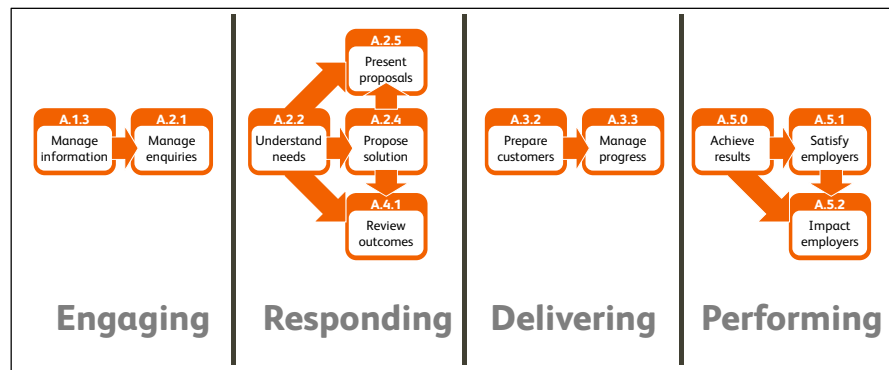 A.1.3
Manage
information
A.2.1
Manage
enquiries
Engaging
A.2.5
Present
proposals
A.2.2
Understand
needs
A.2.4
Propose
solution
A.4.1
Review
outcomes
Responding
A.3.2
Prepare
customers
A.3.3
Manage
progress
Delivering
A.5.0
Achieve
results
A.5.1
Satisfy
employers
A.5.2
Impact
employers
Performing